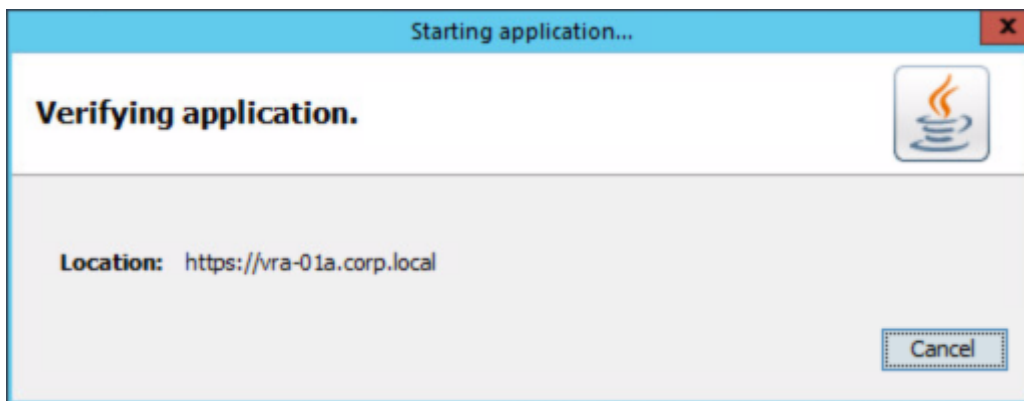 Starting application...
x
Verifying application.
Location: https://vra-01a.corp.local
Cancel